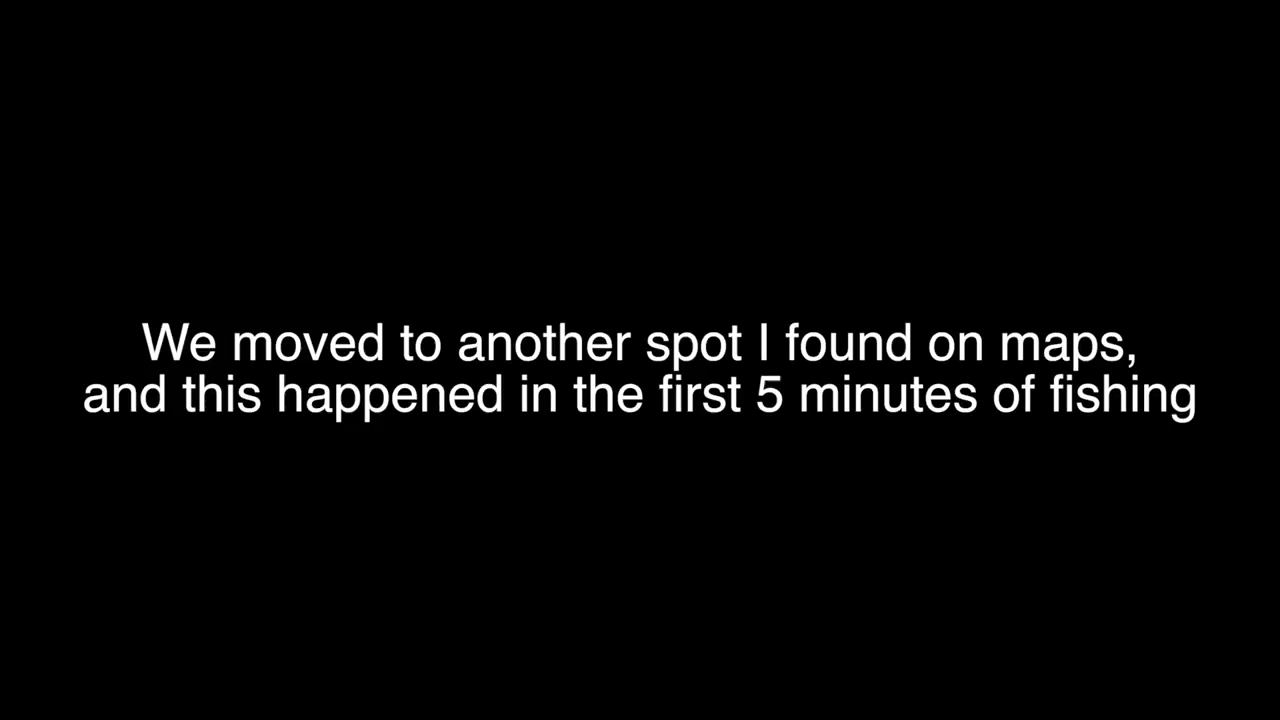 We moved to another spot I found on maps,
and this happened in the first 5 minutes of fishing